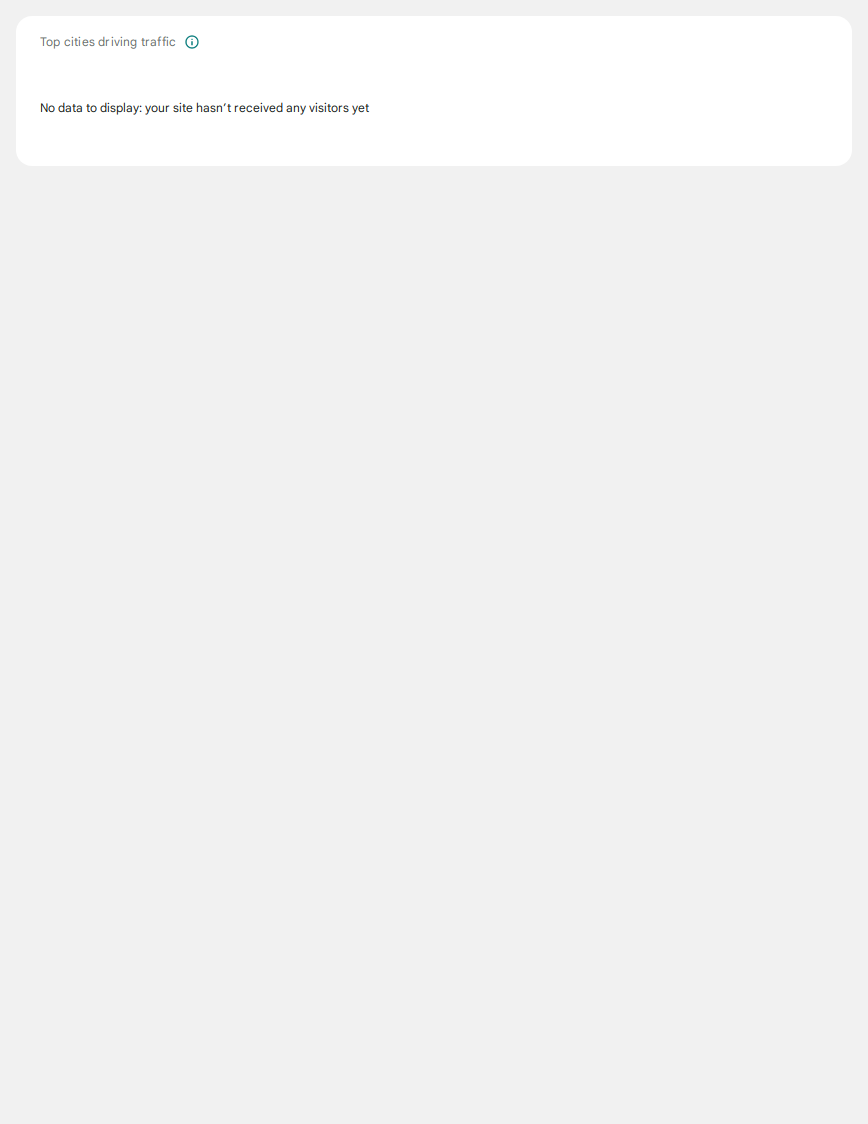 Top cities driving traffic
No data to display: your site hasn’t received any visitors yet